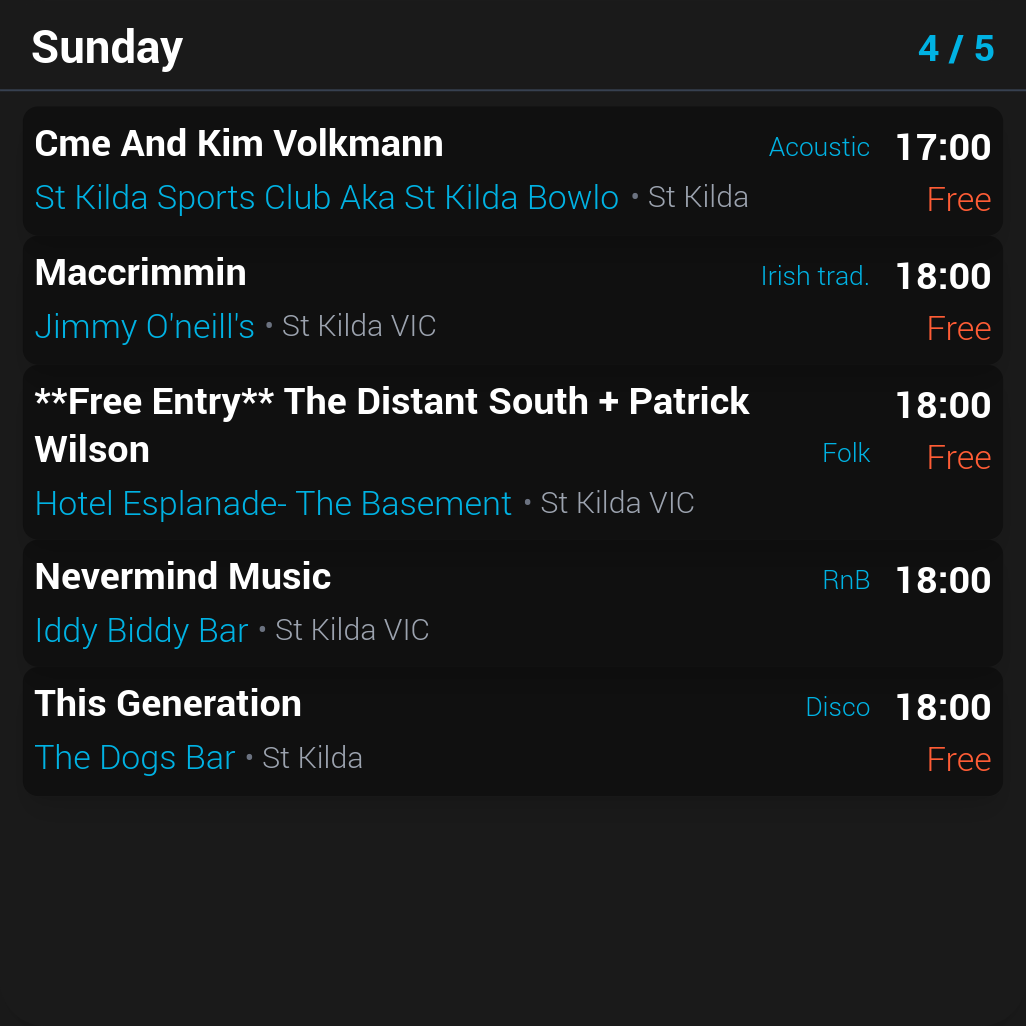 Sunday 4 / 5
Cme And Kim Volkmann Acoustic 17:00
St Kilda Sports Club Aka St Kilda Bowlo • St Kilda Free
Maccrimmin Irish trad. 18:00
Jimmy O'neill's • St Kilda VIC Free
**Free Entry** The Distant South + Patrick 18:00
Wilson Folk Free
Hotel Esplanade- The Basement • St Kilda VIC
Nevermind Music RnB 18:00
Iddy Biddy Bar • St Kilda VIC
This Generation Disco 18:00
The Dogs Bar • St Kilda Free